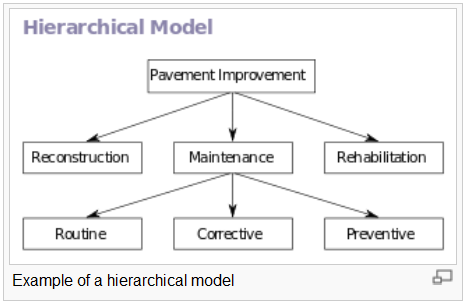 Hierarchical Model
Pavement Improvement
Reconstruction Maintenance Rehabilitation
Routine Corrective Preventive
Example of a hierarchical model